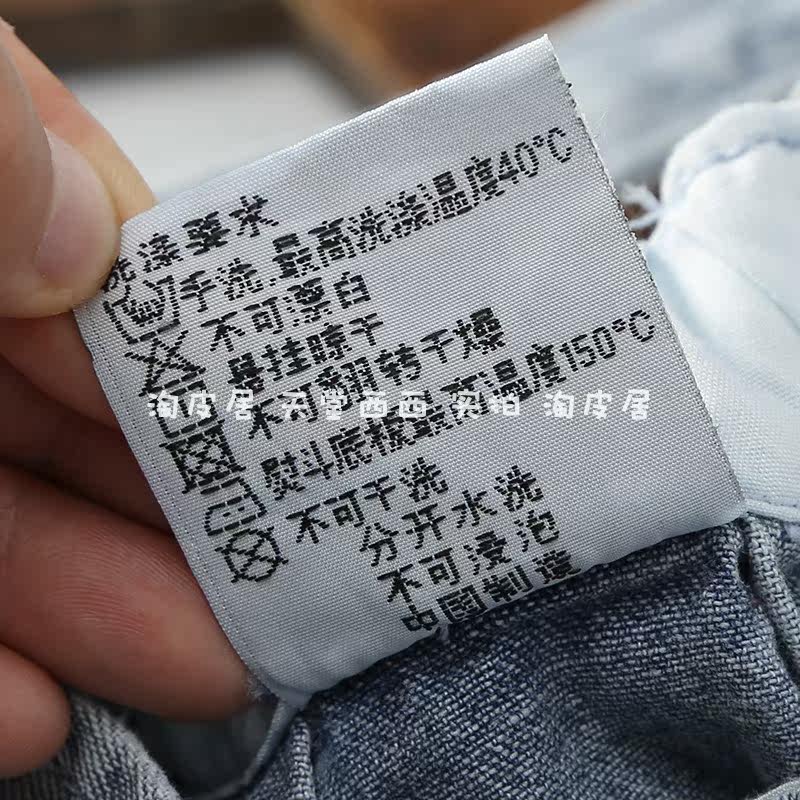 洗涤要求
手洗,最高洗涤温度40°C
不可漂白
悬挂晾干
不可翻转干燥
熨斗底板最高温度150°C
不可干洗
分开水洗
不可浸泡
中國制造
淘皮居 天堂西西 实拍 淘皮居